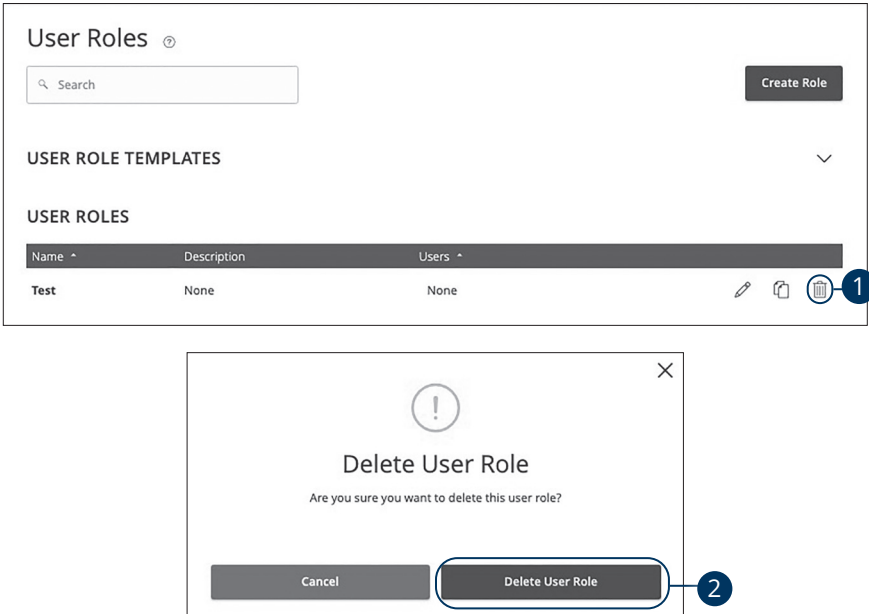 User Roles ?
Search
Create Role
USER ROLE TEMPLATES
USER ROLES
Name Description Users
Test None None
1
!
Delete User Role
Are you sure you want to delete this user role?
Cancel Delete User Role
2